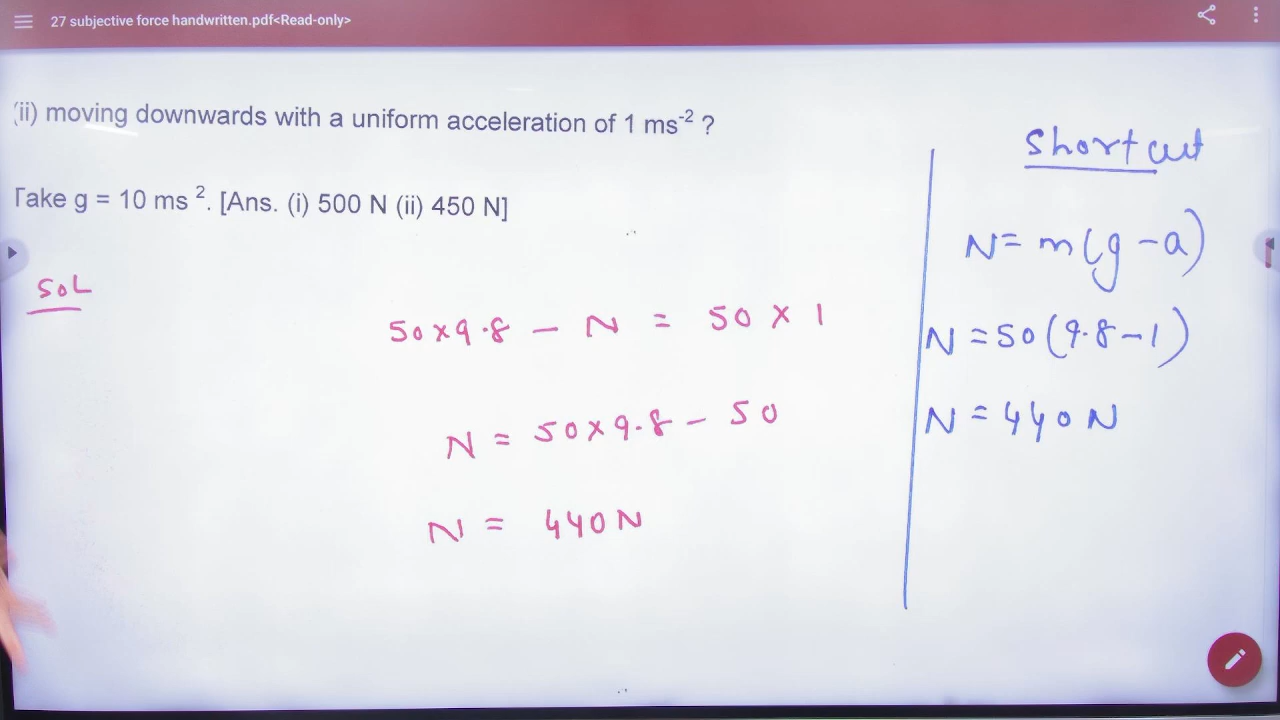 27 subjective force handwritten.pdf<Read-only>
(ii) moving downwards with a uniform acceleration of 1 ms⁻² ?
Take g = 10 ms ². [Ans. (i) 500 N (ii) 450 N]
SOL
50×9.8 − N = 50 × 1
N = 50×9.8 − 50
N = 440N
Shortcut
N= m(g −a)
N =50(9.8−1)
N =440N